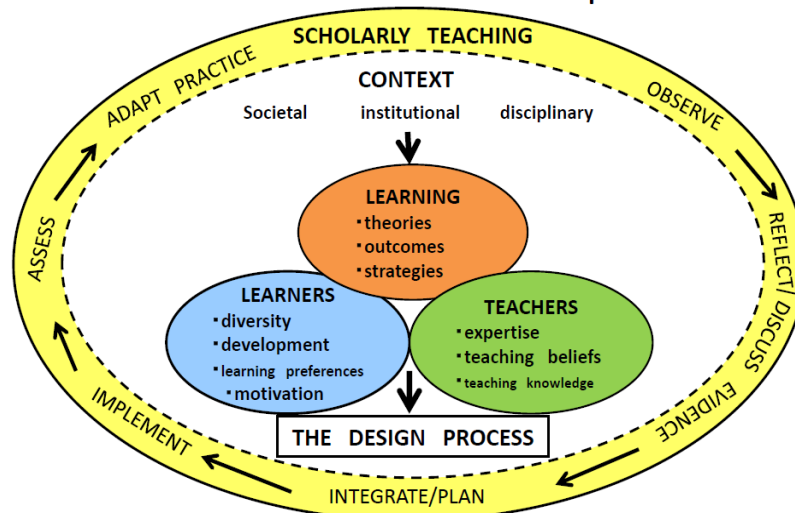 SCHOLARLY TEACHING
CONTEXT
Societal institutional disciplinary
LEARNING
▪ theories
▪ outcomes
▪ strategies
LEARNERS
▪ diversity
▪ development
▪ learning preferences
▪ motivation
TEACHERS
▪ expertise
▪ teaching beliefs
▪ teaching knowledge
THE DESIGN PROCESS
OBSERVE
REFLECT/ DISCUSS EVIDENCE
INTEGRATE/PLAN
IMPLEMENT
ASSESS
ADAPT PRACTICE